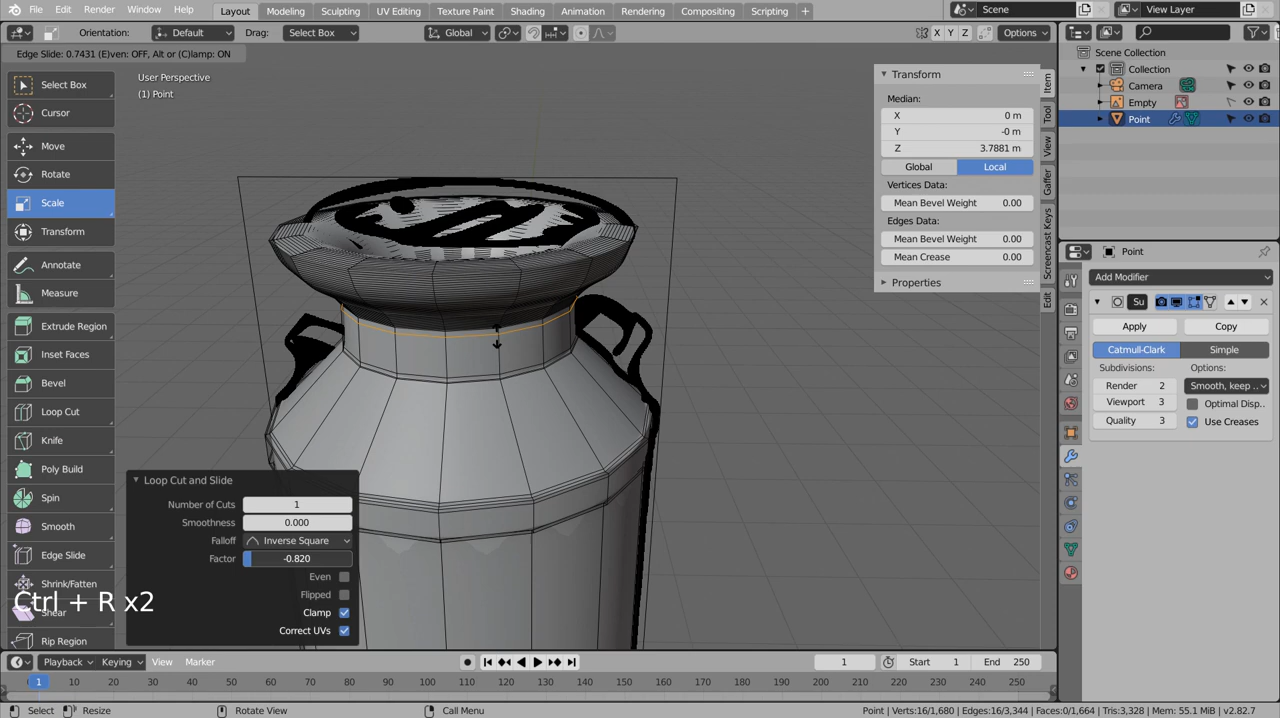 File Edit Render Window Help
Layout Modeling Sculpting UV Editing Texture Paint Shading Animation Rendering Compositing Scripting +
Scene
View Layer
Orientation: Default Drag: Select Box Global X Y Z Options
Edge Slide: 0.7431 (E)ven: OFF, Alt or (C)lamp: ON
User Perspective
(1) Point
Select Box
Cursor
Move
Rotate
Scale
Transform
Annotate
Measure
Extrude Region
Inset Faces
Bevel
Loop Cut
Knife
Poly Build
Spin
Smooth
Edge Slide
Shrink/Fatten
Shear
Rip Region
Transform
Median:
X 0 m
Y -0 m
Z 3.7881 m
Global Local
Vertices Data:
Mean Bevel Weight 0.00
Edges Data:
Mean Bevel Weight 0.00
Mean Crease 0.00
Properties
Item
Tool
View
Gaffer
Screencast Keys
Edit
Scene Collection
Collection
Camera
Empty
Point
Point
Add Modifier
Su
Apply Copy
Catmull-Clark Simple
Subdivisions: Options:
Render 2 Smooth, keep ..
Viewport 3 Optimal Disp..
Quality 3 Use Creases
Loop Cut and Slide
Number of Cuts 1
Smoothness 0.000
Falloff Inverse Square
Factor -0.820
Even
Flipped
Clamp
Correct UVs
Ctrl + R x2
Playback Keying View Marker 1 Start 1 End 250
1 10 20 30 40 50 60 70 80 90 100 110 120 130 140 150 160 170 180 190 200 210 220 230 240 250
Select Resize Rotate View Call Menu Point | Verts:16/1,680 | Edges:16/3,344 | Faces:0/1,664 | Tris:3,328 | Mem: 55.1 MiB | v2.82.7